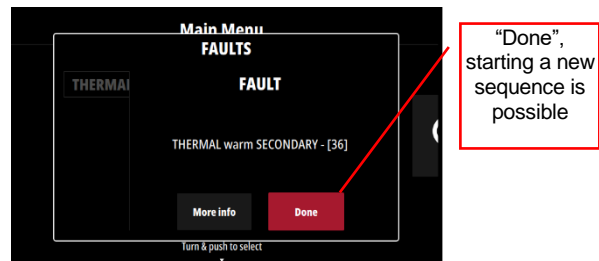 Main Menu
FAULTS
THERMAL
FAULT
THERMAL warm SECONDARY - [36]
More info
Done
Turn & push to select
“Done”,
starting a new
sequence is
possible